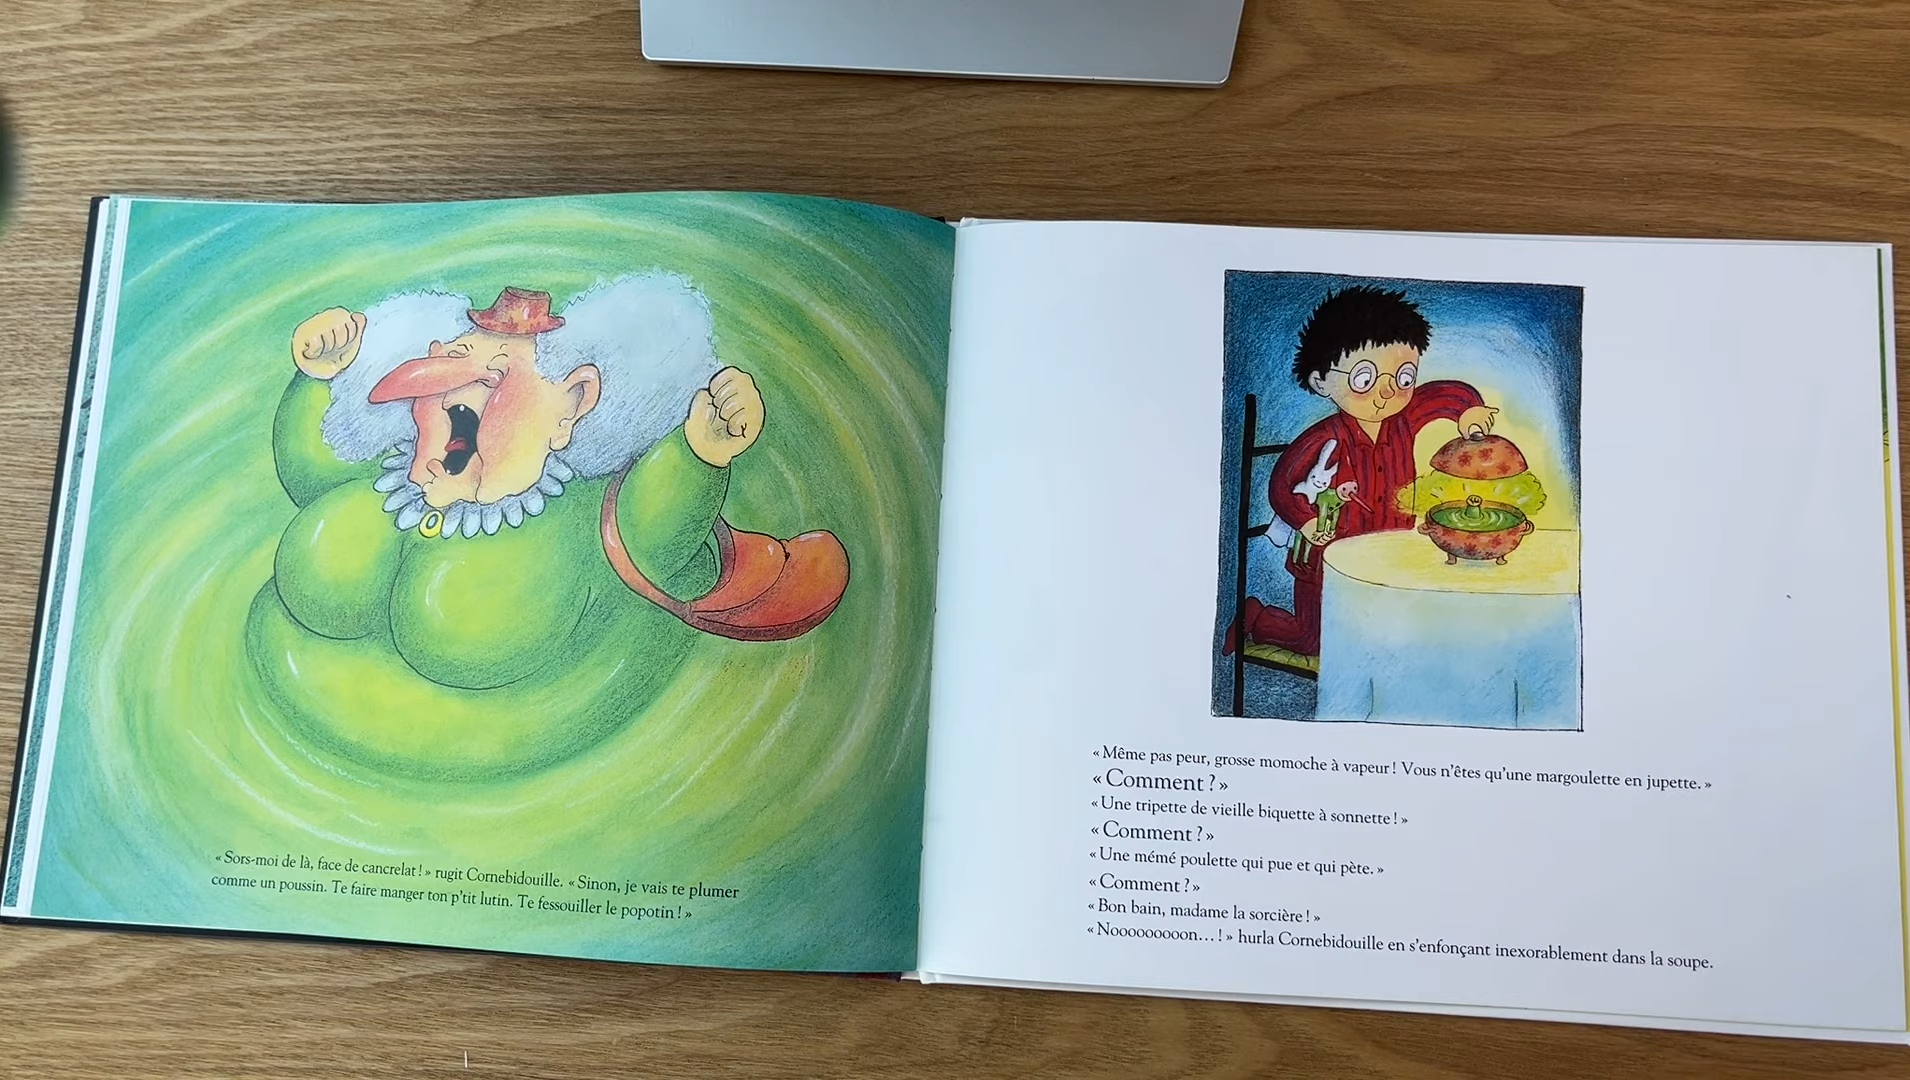 « Sors-moi de là, face de cancrelat ! » rugit Cornebidouille. « Sinon, je vais te plumer
comme un poussin. Te faire manger ton p'tit lutin. Te fessouiller le popotin ! »
« Même pas peur, grosse momoche à vapeur ! Vous n'êtes qu'une margoulette en jupette. »
« Comment ? »
« Une tripette de vieille biquette à sonnette ! »
« Comment ? »
« Une mémé poulette qui pue et qui pète. »
« Comment ? »
« Bon bain, madame la sorcière ! »
« Nooooooooon… ! » hurla Cornebidouille en s'enfonçant inexorablement dans la soupe.